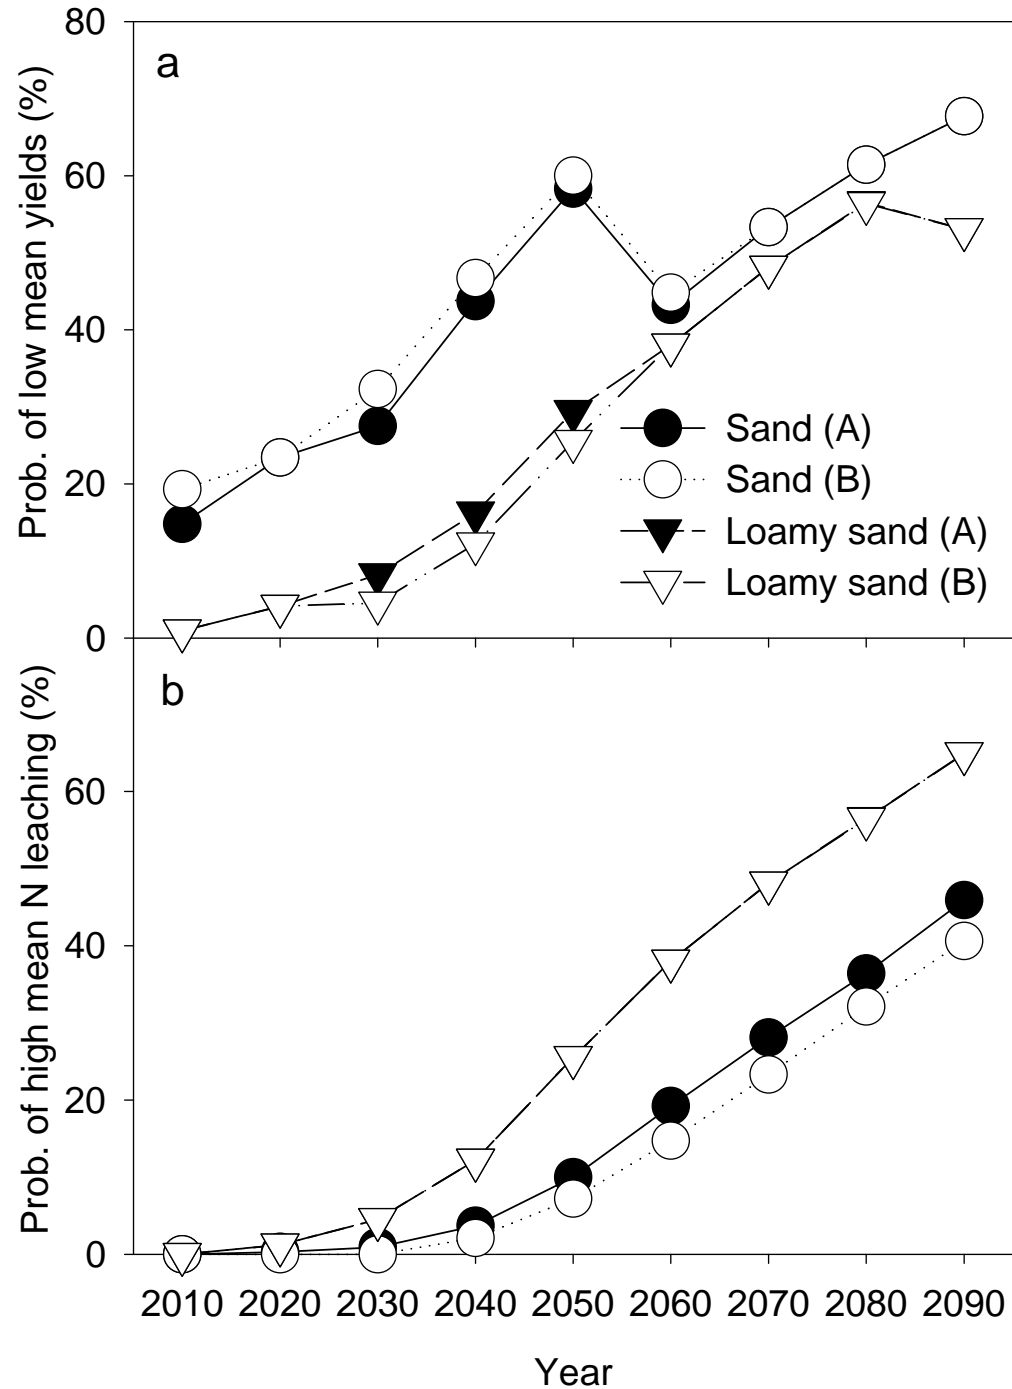 Prob. of low mean yields (%)
80
60
40
20
0
a
Sand (A)
Sand (B)
Loamy sand (A)
Loamy sand (B)
Prob. of high mean N leaching (%)
b
60
40
20
0
2010 2020 2030 2040 2050 2060 2070 2080 2090
Year